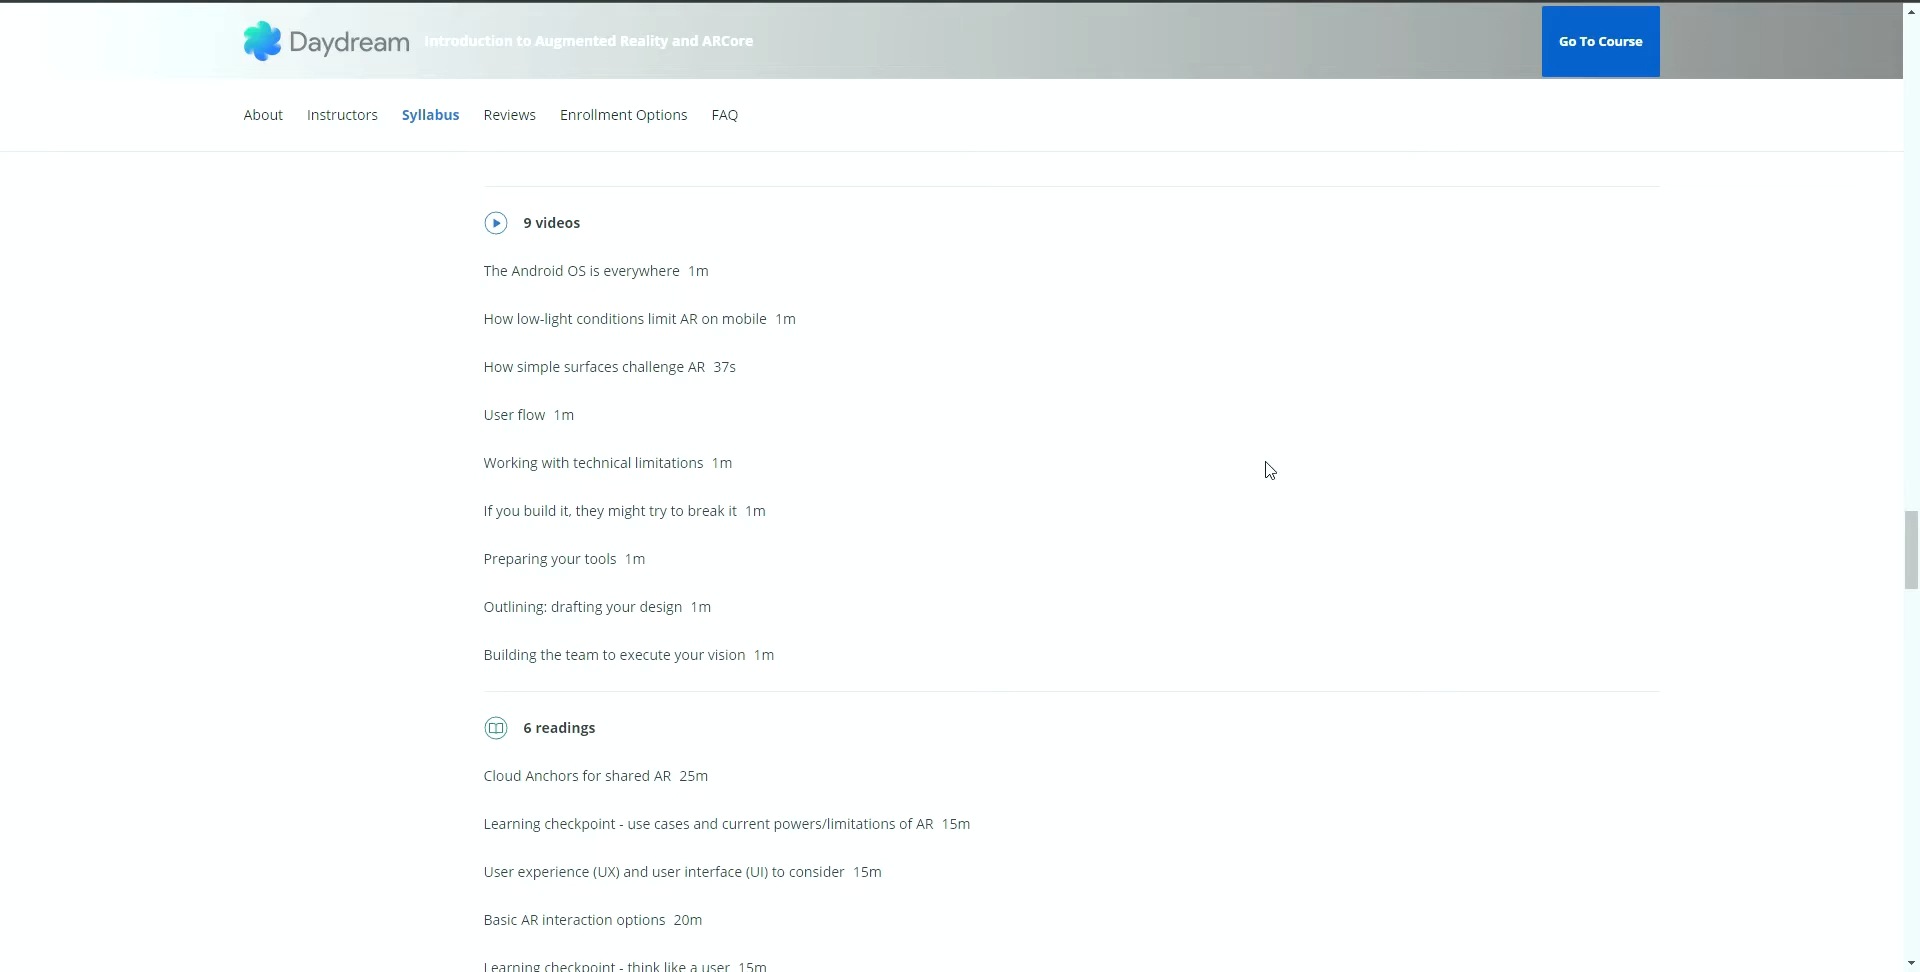 Daydream Introduction to Augmented Reality and ARCore Go To Course
About Instructors Syllabus Reviews Enrollment Options FAQ
9 videos
The Android OS is everywhere 1m
How low-light conditions limit AR on mobile 1m
How simple surfaces challenge AR 37s
User flow 1m
Working with technical limitations 1m
If you build it, they might try to break it 1m
Preparing your tools 1m
Outlining: drafting your design 1m
Building the team to execute your vision 1m
6 readings
Cloud Anchors for shared AR 25m
Learning checkpoint - use cases and current powers/limitations of AR 15m
User experience (UX) and user interface (UI) to consider 15m
Basic AR interaction options 20m
Learning checkpoint - think like a user 15m